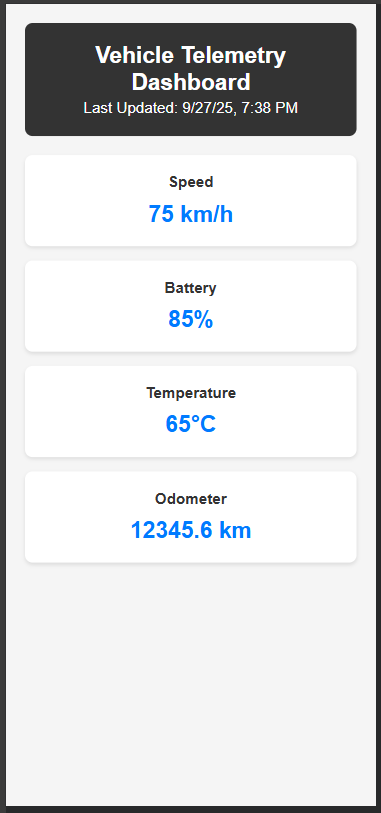 Vehicle Telemetry
Dashboard
Last Updated: 9/27/25, 7:38 PM
Speed
75 km/h
Battery
85%
Temperature
65°C
Odometer
12345.6 km